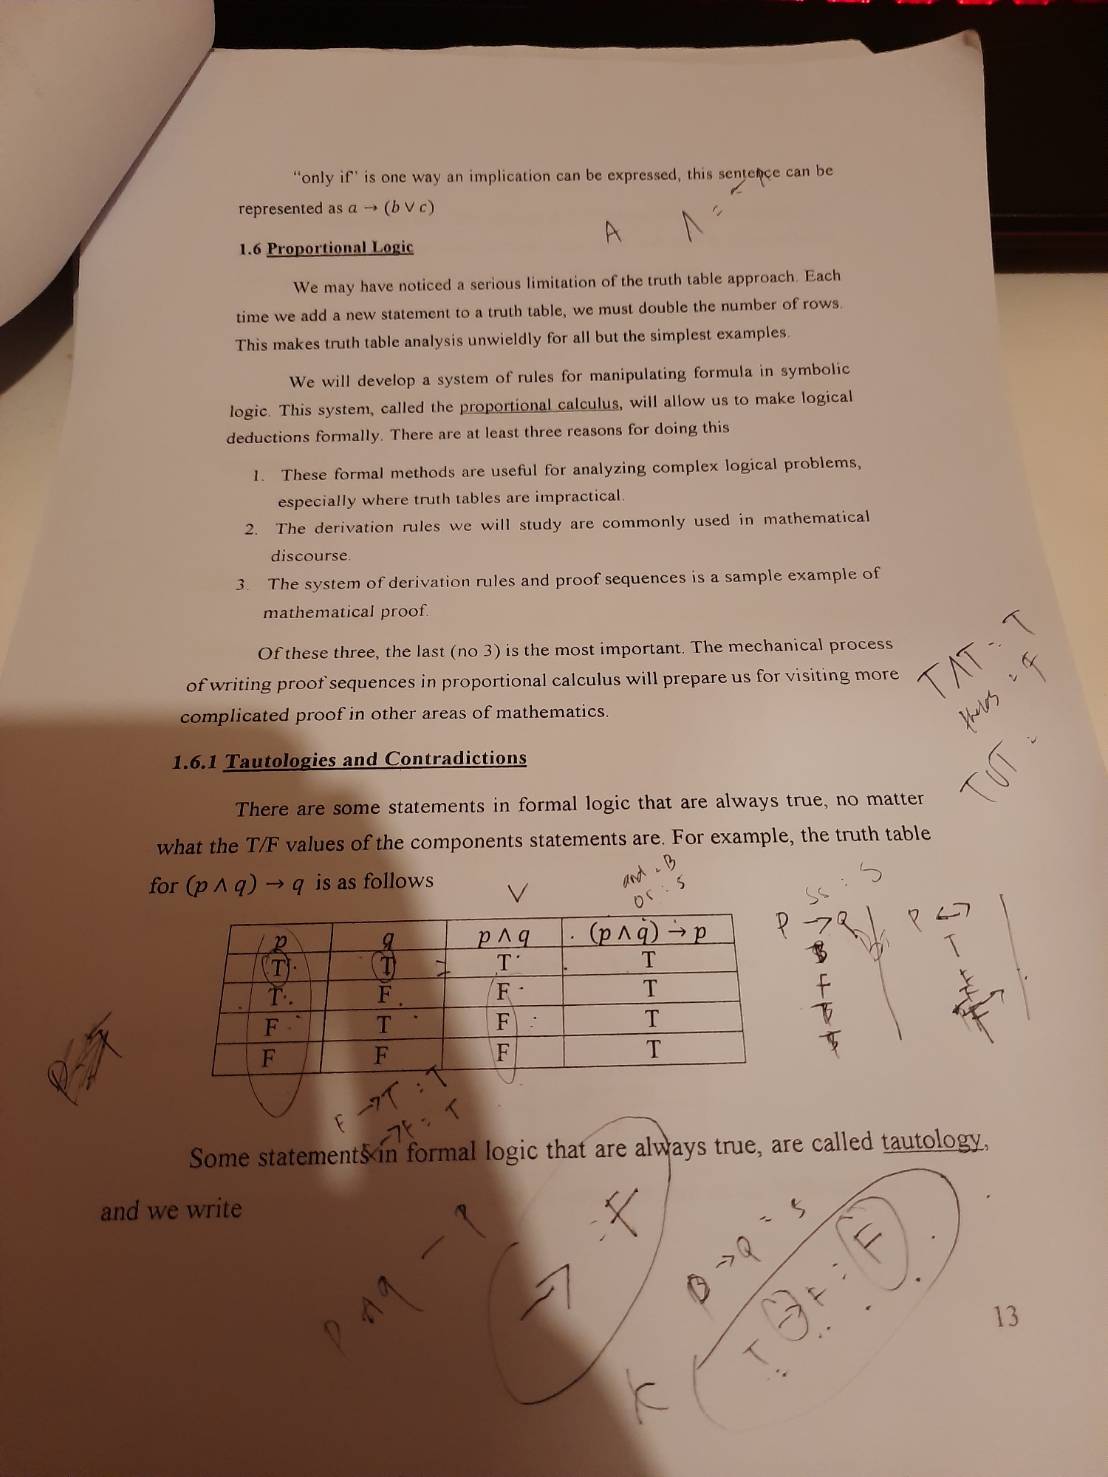 "only if" is one way an implication can be expressed, this sentence can be
represented as a → (b ∨ c)
A Λ =
1.6 Proportional Logic
We may have noticed a serious limitation of the truth table approach. Each
time we add a new statement to a truth table, we must double the number of rows.
This makes truth table analysis unwieldly for all but the simplest examples.
We will develop a system of rules for manipulating formula in symbolic
logic. This system, called the proportional calculus, will allow us to make logical
deductions formally. There are at least three reasons for doing this
1. These formal methods are useful for analyzing complex logical problems,
especially where truth tables are impractical.
2. The derivation rules we will study are commonly used in mathematical
discourse.
3. The system of derivation rules and proof sequences is a sample example of
mathematical proof.
Of these three, the last (no 3) is the most important. The mechanical process
of writing proof sequences in proportional calculus will prepare us for visiting more
complicated proof in other areas of mathematics.
TΛT = T
TUT =
1.6.1 Tautologies and Contradictions
There are some statements in formal logic that are always true, no matter
what the T/F values of the components statements are. For example, the truth table
for (p ∧ q) → q is as follows
V
and = B
or : S
Ss : S
p q p ∧ q (p ∧ q) → p
T T T T
T F F T
F T F T
F F F T
P → Q
P ↔
T
F
F → T : T
→ F : T
Some statements in formal logic that are always true, are called tautology,
and we write
P Λ q – q
→ : F
B → Q = S
T → F : F
K
13